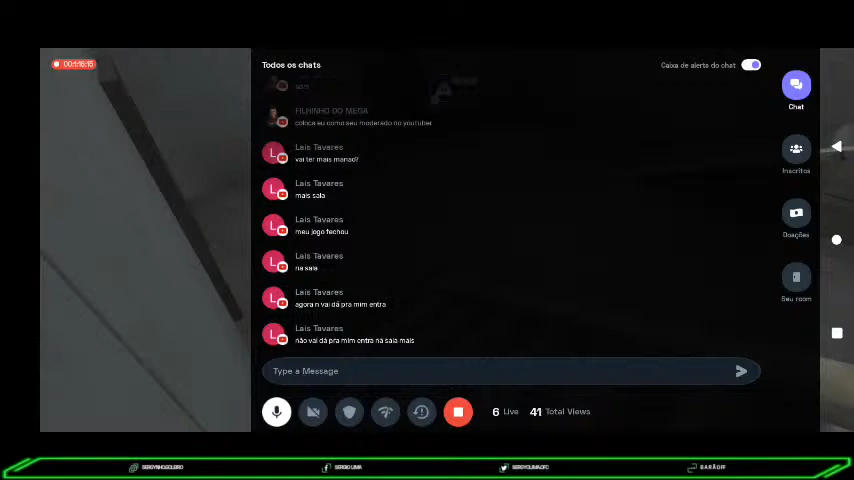 00:1:16:15
Todos os chats
Caixa de alerta do chat
Chat
FILHINHO DO MEGA
coloca eu como seu moderado no youtuber
Lais Tavares
vai ter mais manao?
Inscritos
Lais Tavares
mais sala
Lais Tavares
meu jogo fechou
Doações
Lais Tavares
na sala
Lais Tavares
agora n vai dá pra mim entra
Seu room
Lais Tavares
não vai dá pra mim entra na sala mais
Type a Message
6 Live 41 Total Views
SERGIO LIMA